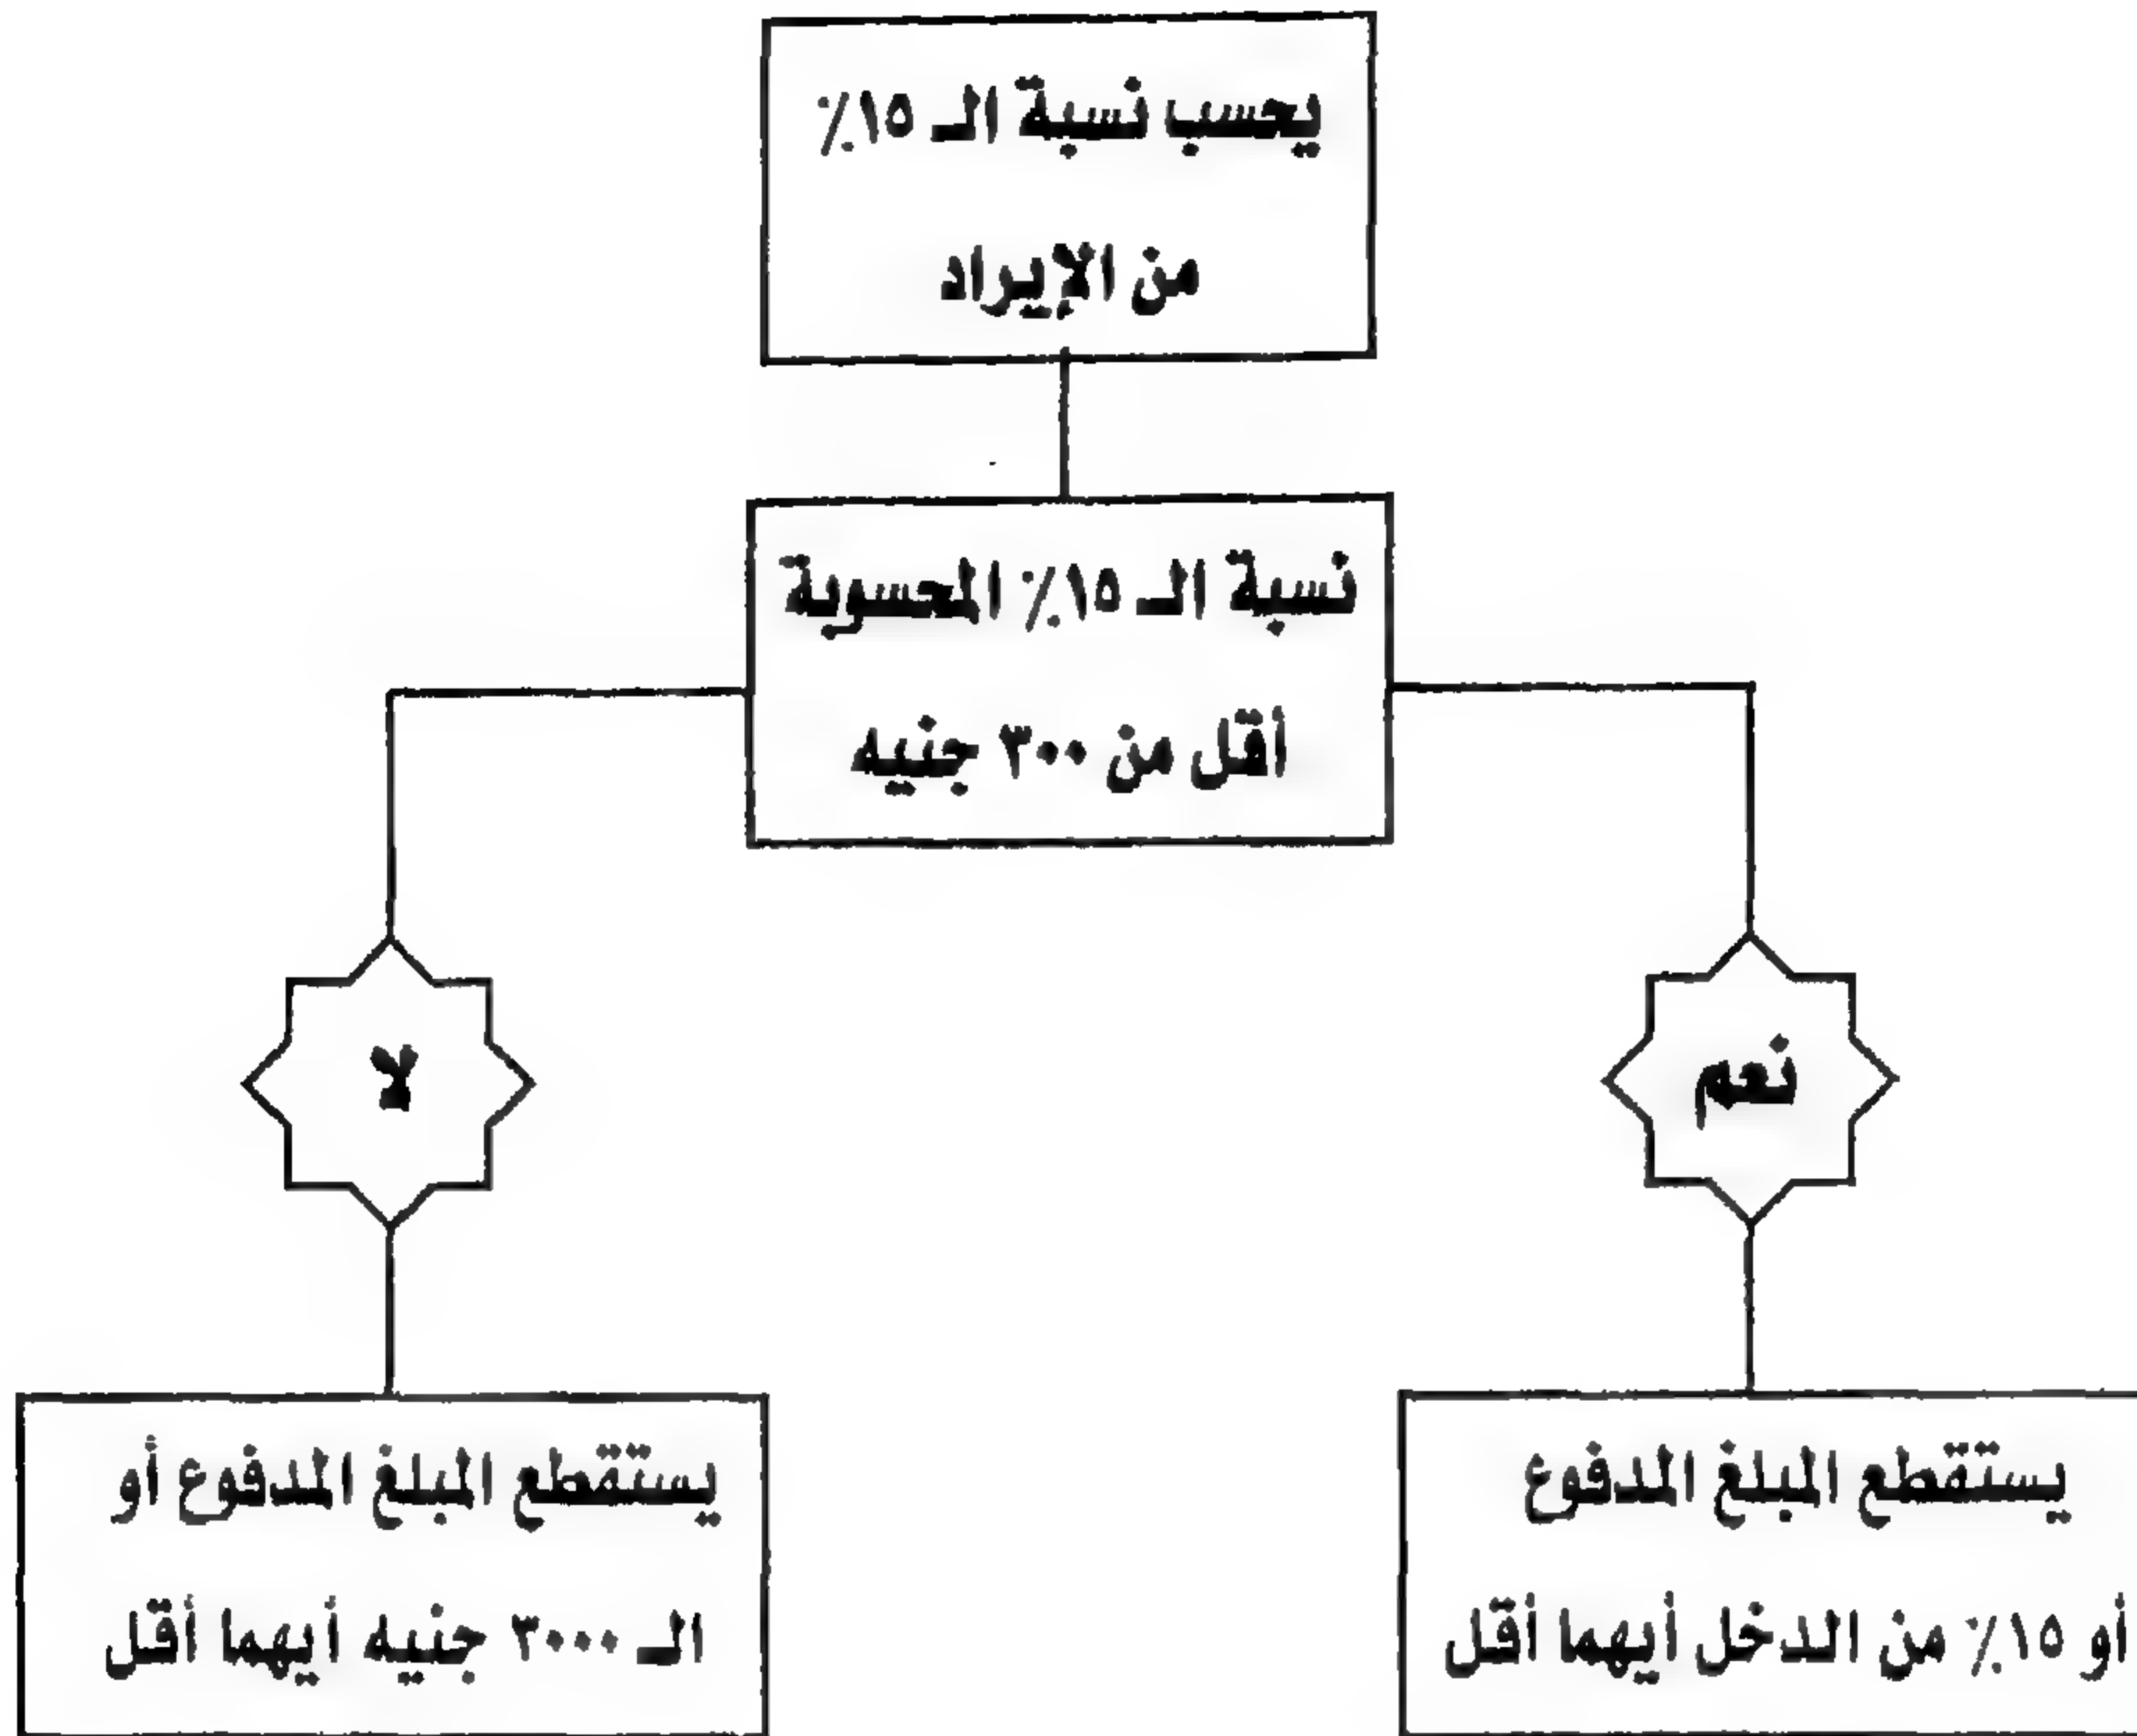 يحسب نسبة الـ ١٥٪
من الإيراد
نسبة الـ ١٥٪ المحسوبة
أقل من ٣٠٠ جنيه
نعم
لا
يستقطع المبلغ المدفوع
أو ١٥٪ من الدخل أيهما أقل
يستقطع المبلغ المدفوع أو
الـ ٣٠٠٠ جنيه أيهما أقل